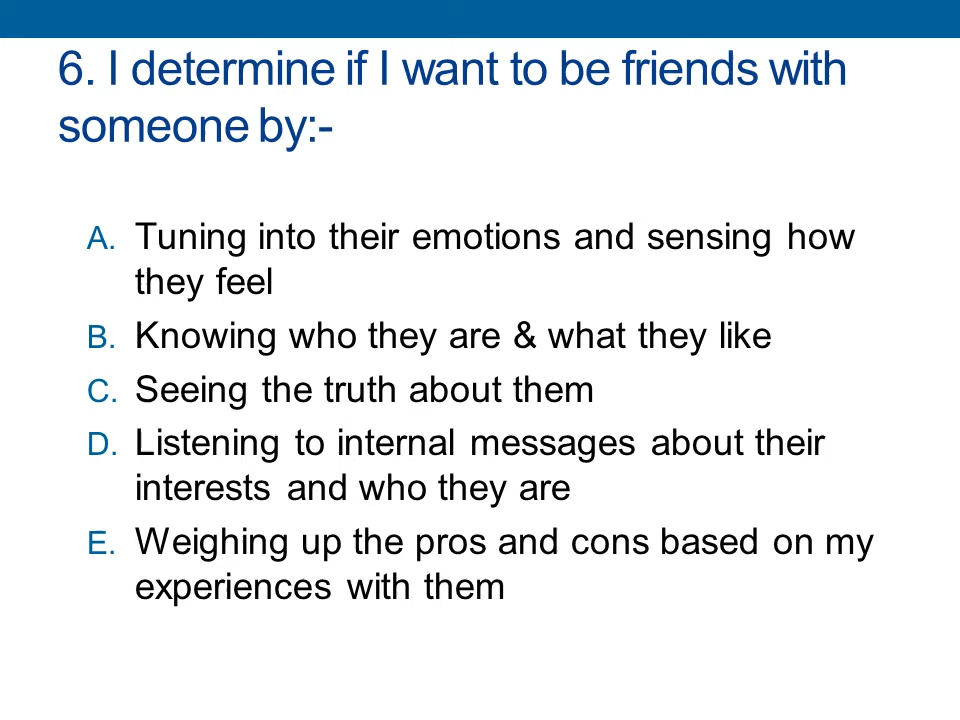 6. I determine if I want to be friends with
someone by:-
A. Tuning into their emotions and sensing how
they feel
B. Knowing who they are & what they like
C. Seeing the truth about them
D. Listening to internal messages about their
interests and who they are
E. Weighing up the pros and cons based on my
experiences with them